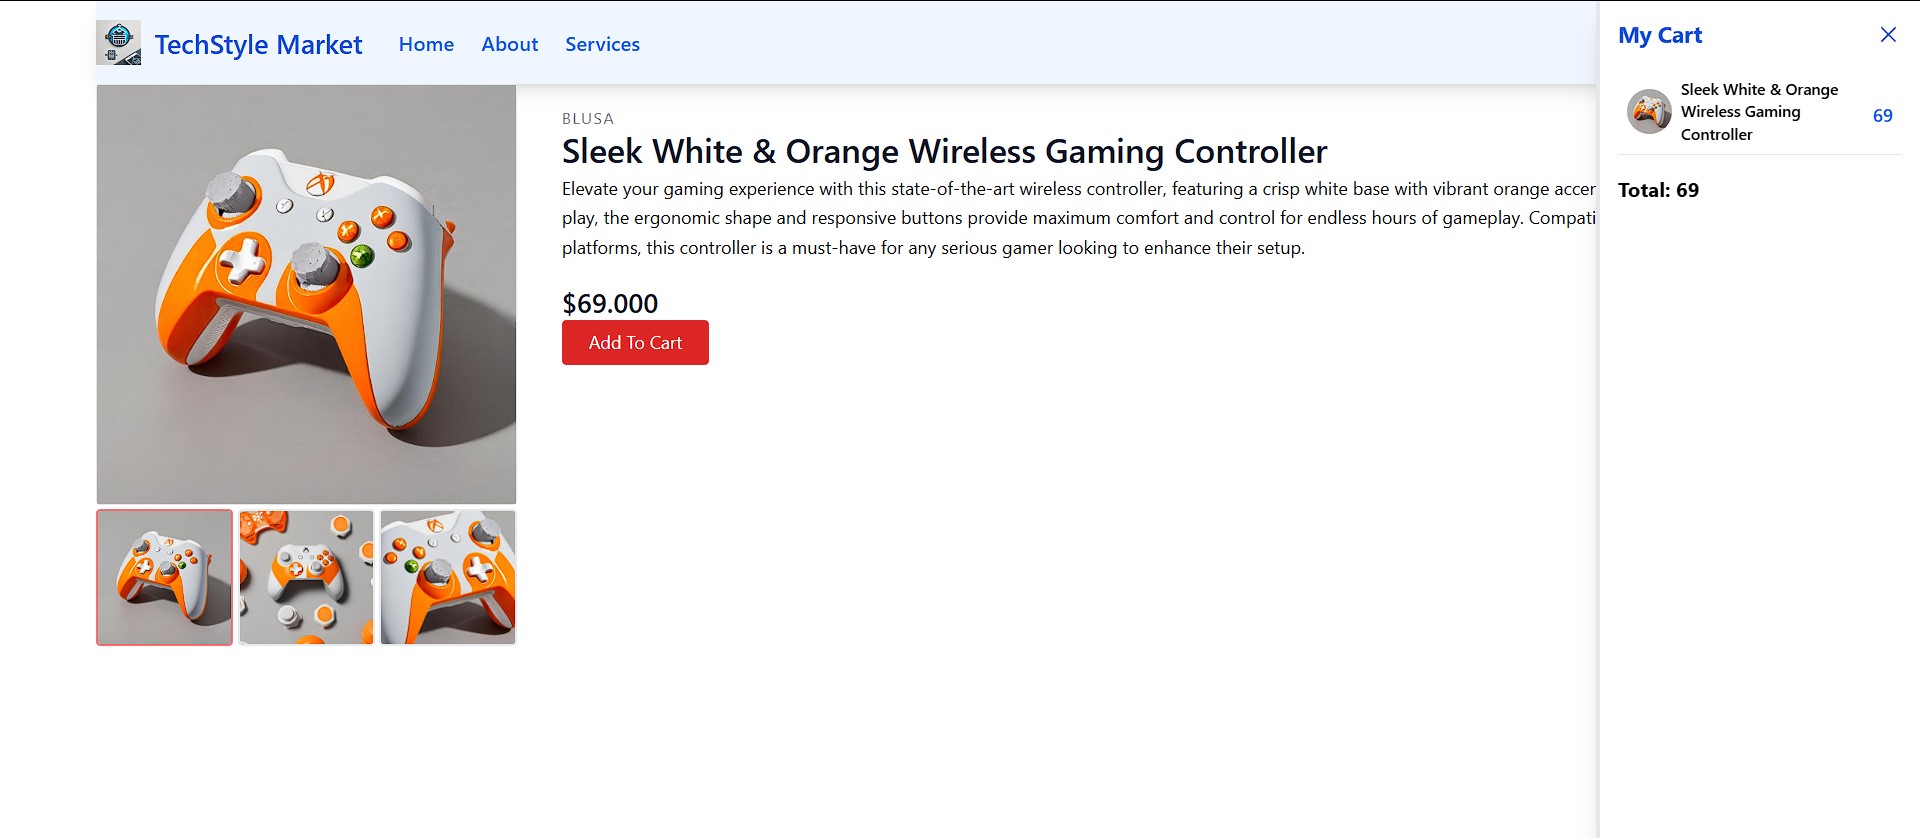 TechStyle Market
Home
About
Services
BLUSA
Sleek White & Orange Wireless Gaming Controller
Elevate your gaming experience with this state-of-the-art wireless controller, featuring a crisp white base with vibrant orange
play, the ergonomic shape and responsive buttons provide maximum comfort and control for endless hours of gameplay.
platforms, this controller is a must-have for any serious gamer looking to enhance their setup.
$69.000
Add To Cart
My Cart
Sleek White & Orange
Wireless Gaming
Controller
69
Total: 69